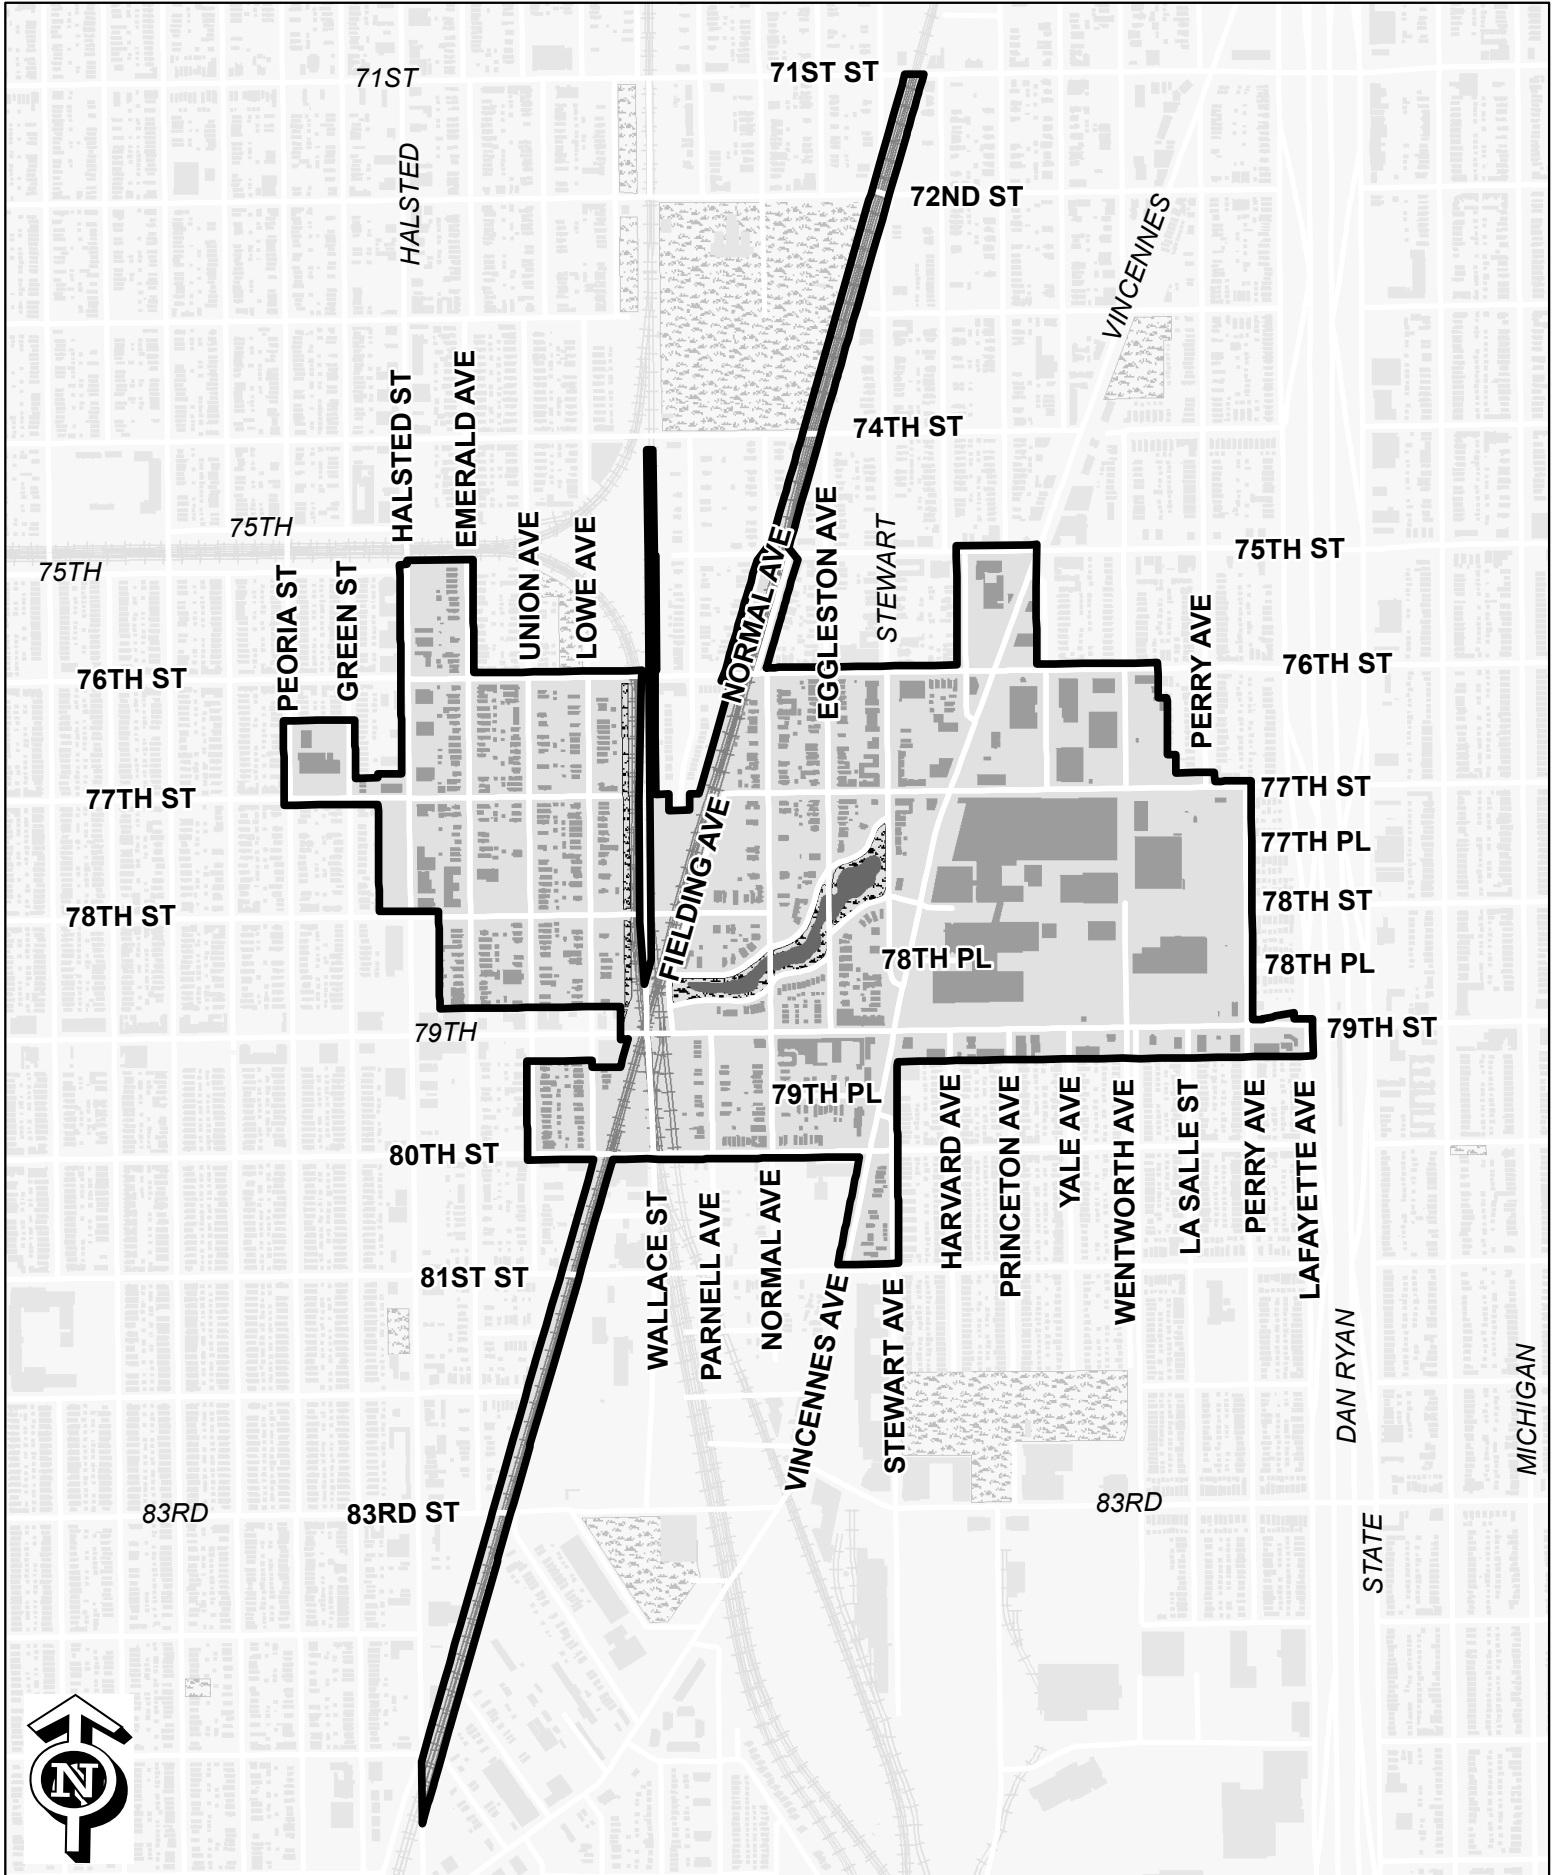 71ST
71ST ST
HALSTED
72ND ST
VINCENNES
HALSTED ST
EMERALD AVE
74TH ST
75TH
75TH
UNION AVE
LOWE AVE
NORMAL AVE
EGGLESTON AVE
STEWART
75TH ST
PEORIA ST
GREEN ST
PERRY AVE
76TH ST
76TH ST
77TH ST
77TH ST
FIELDING AVE
77TH PL
78TH ST
78TH ST
78TH PL
78TH PL
79TH
79TH ST
79TH PL
80TH ST
HARVARD AVE
PRINCETON AVE
YALE AVE
WENTWORTH AVE
LA SALLE ST
PERRY AVE
LAFAYETTE AVE
WALLACE ST
PARNELL AVE
NORMAL AVE
81ST ST
VINCENNES AVE
STEWART AVE
DAN RYAN
MICHIGAN
83RD
83RD ST
83RD
STATE
N